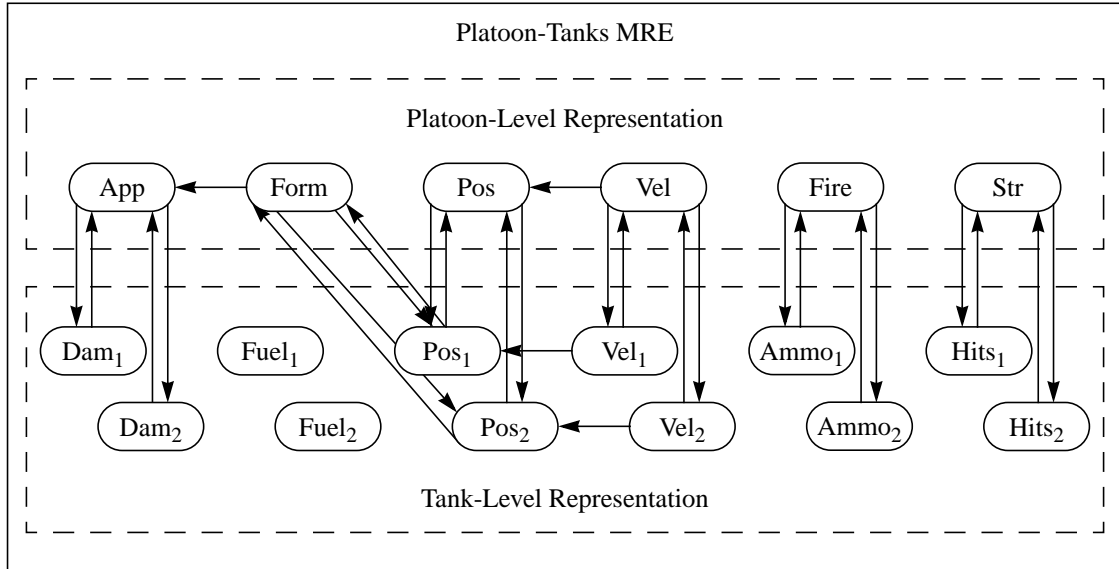 Platoon-Tanks MRE
Platoon-Level Representation
App Form Pos Vel Fire Str
Dam₁ Fuel₁ Pos₁ Vel₁ Ammo₁ Hits₁
Dam₂ Fuel₂ Pos₂ Vel₂ Ammo₂ Hits₂
Tank-Level Representation